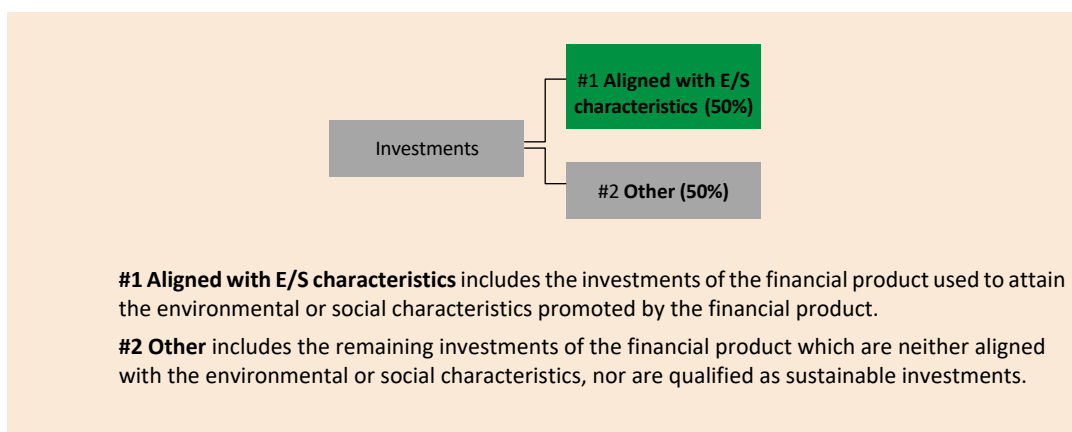 #1 Aligned with E/S
characteristics (50%)
Investments
#2 Other (50%)
#1 Aligned with E/S characteristics includes the investments of the financial product used to attain
the environmental or social characteristics promoted by the financial product.
#2 Other includes the remaining investments of the financial product which are neither aligned
with the environmental or social characteristics, nor are qualified as sustainable investments.